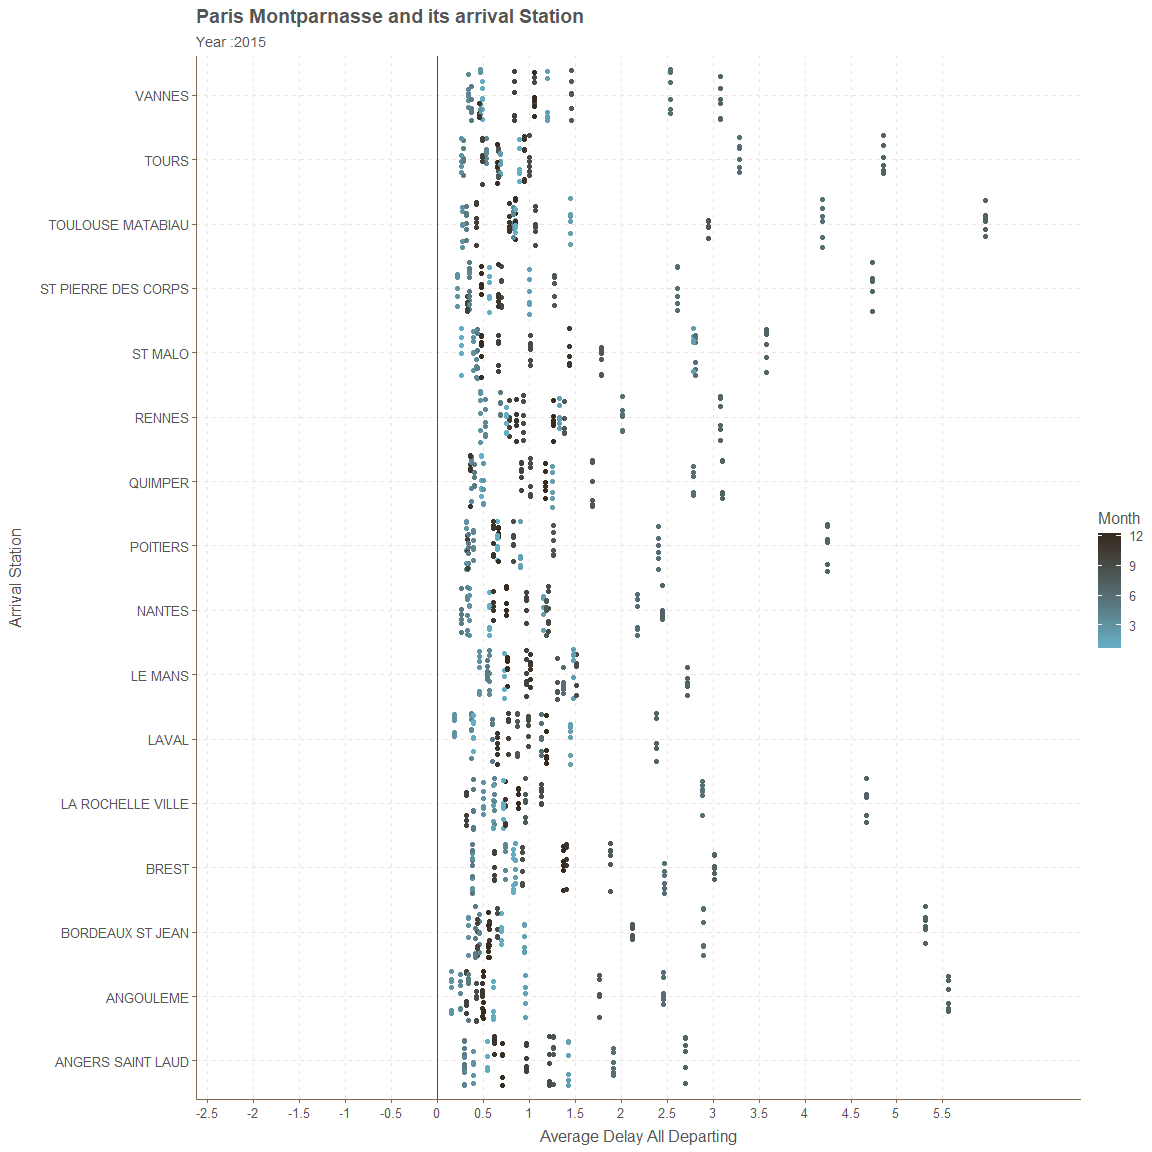 Paris Montparnasse and its arrival Station
Year :2015
VANNES
TOURS
TOULOUSE MATABIAU
ST PIERRE DES CORPS
ST MALO
RENNES
QUIMPER
POITIERS
NANTES
LE MANS
LAVAL
LA ROCHELLE VILLE
BREST
BORDEAUX ST JEAN
ANGOULEME
ANGERS SAINT LAUD
Arrival Station
-2.5 -2 -1.5 -1 -0.5 0 0.5 1 1.5 2 2.5 3 3.5 4 4.5 5 5.5
Average Delay All Departing
Month
12
9
6
3